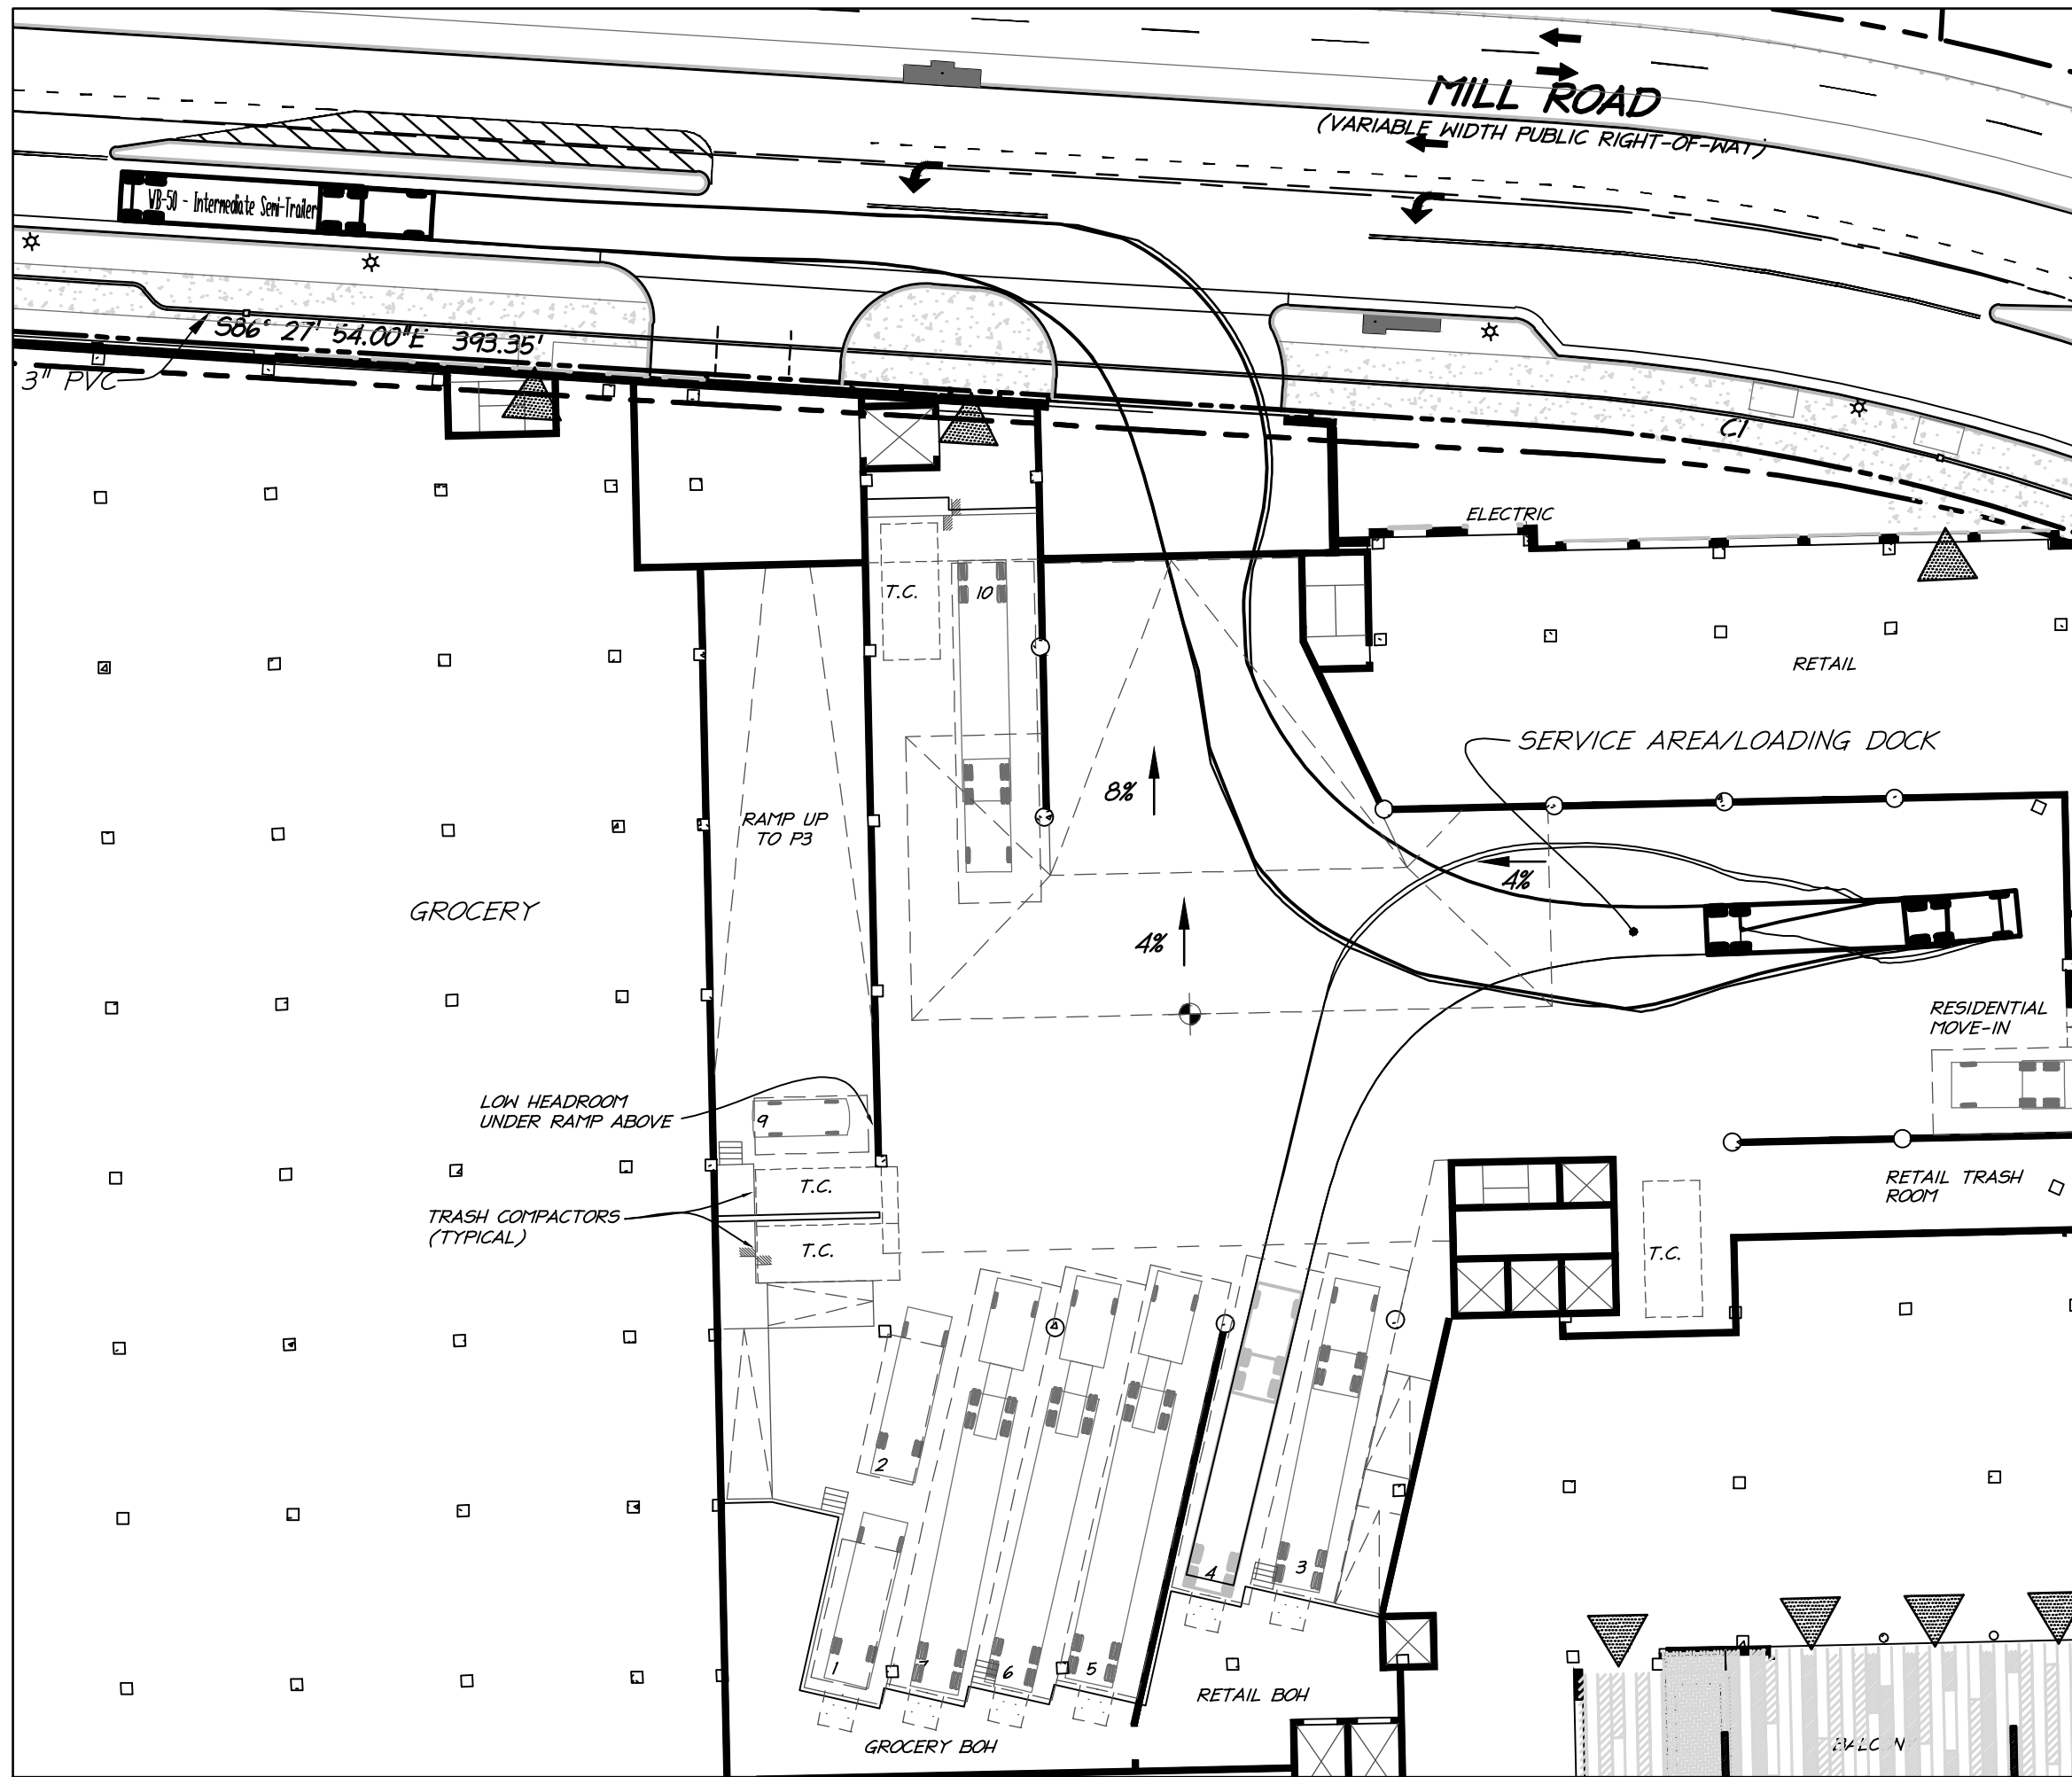 MILL ROAD
(VARIABLE WIDTH PUBLIC RIGHT-OF-WAY)
WB-50 - Intermediate Semi-Trailer
S86° 27' 54.00"E 393.35'
3" PVC
C1
ELECTRIC
T.C.
10
RETAIL
SERVICE AREA/LOADING DOCK
8%
RAMP UP
TO P3
4%
GROCERY
4%
RESIDENTIAL
MOVE-IN
LOW HEADROOM
UNDER RAMP ABOVE
9
T.C.
RETAIL TRASH
ROOM
TRASH COMPACTORS
(TYPICAL)
T.C.
T.C.
2
4
3
1
7
6
5
RETAIL BOH
GROCERY BOH